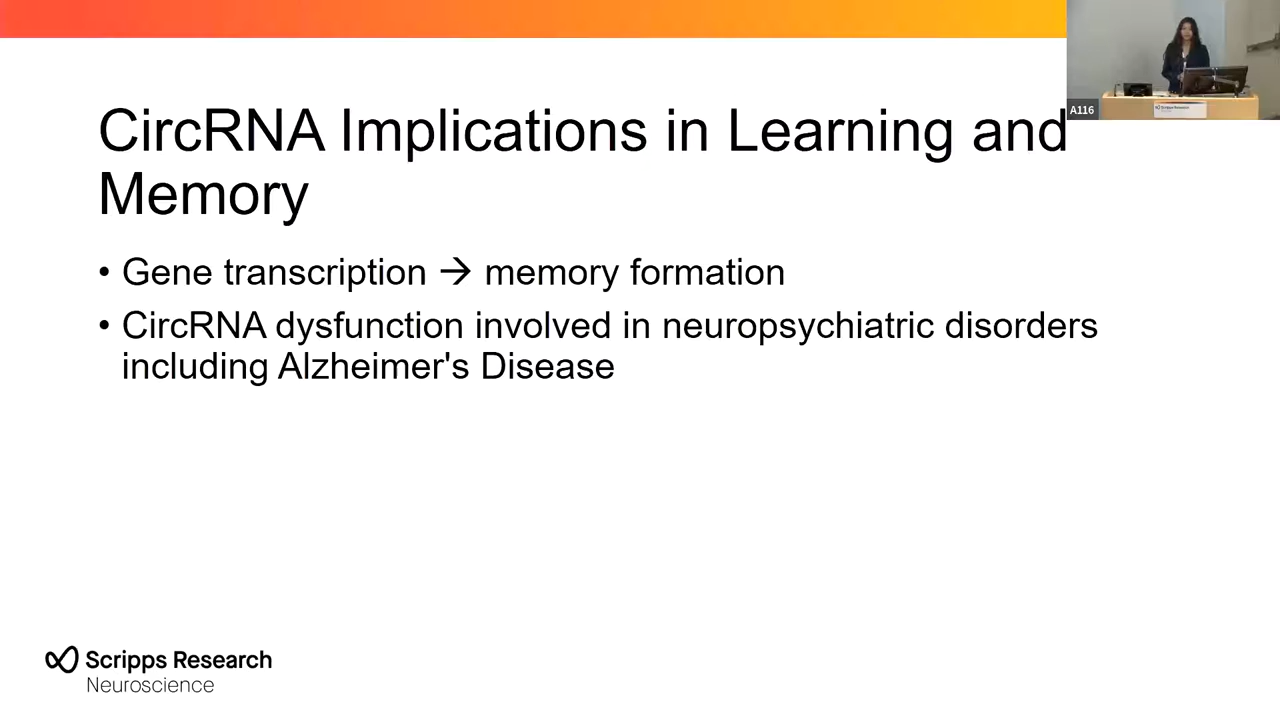 A116
CircRNA Implications in Learning and
Memory
• Gene transcription → memory formation
• CircRNA dysfunction involved in neuropsychiatric disorders
including Alzheimer's Disease
Scripps Research
Neuroscience